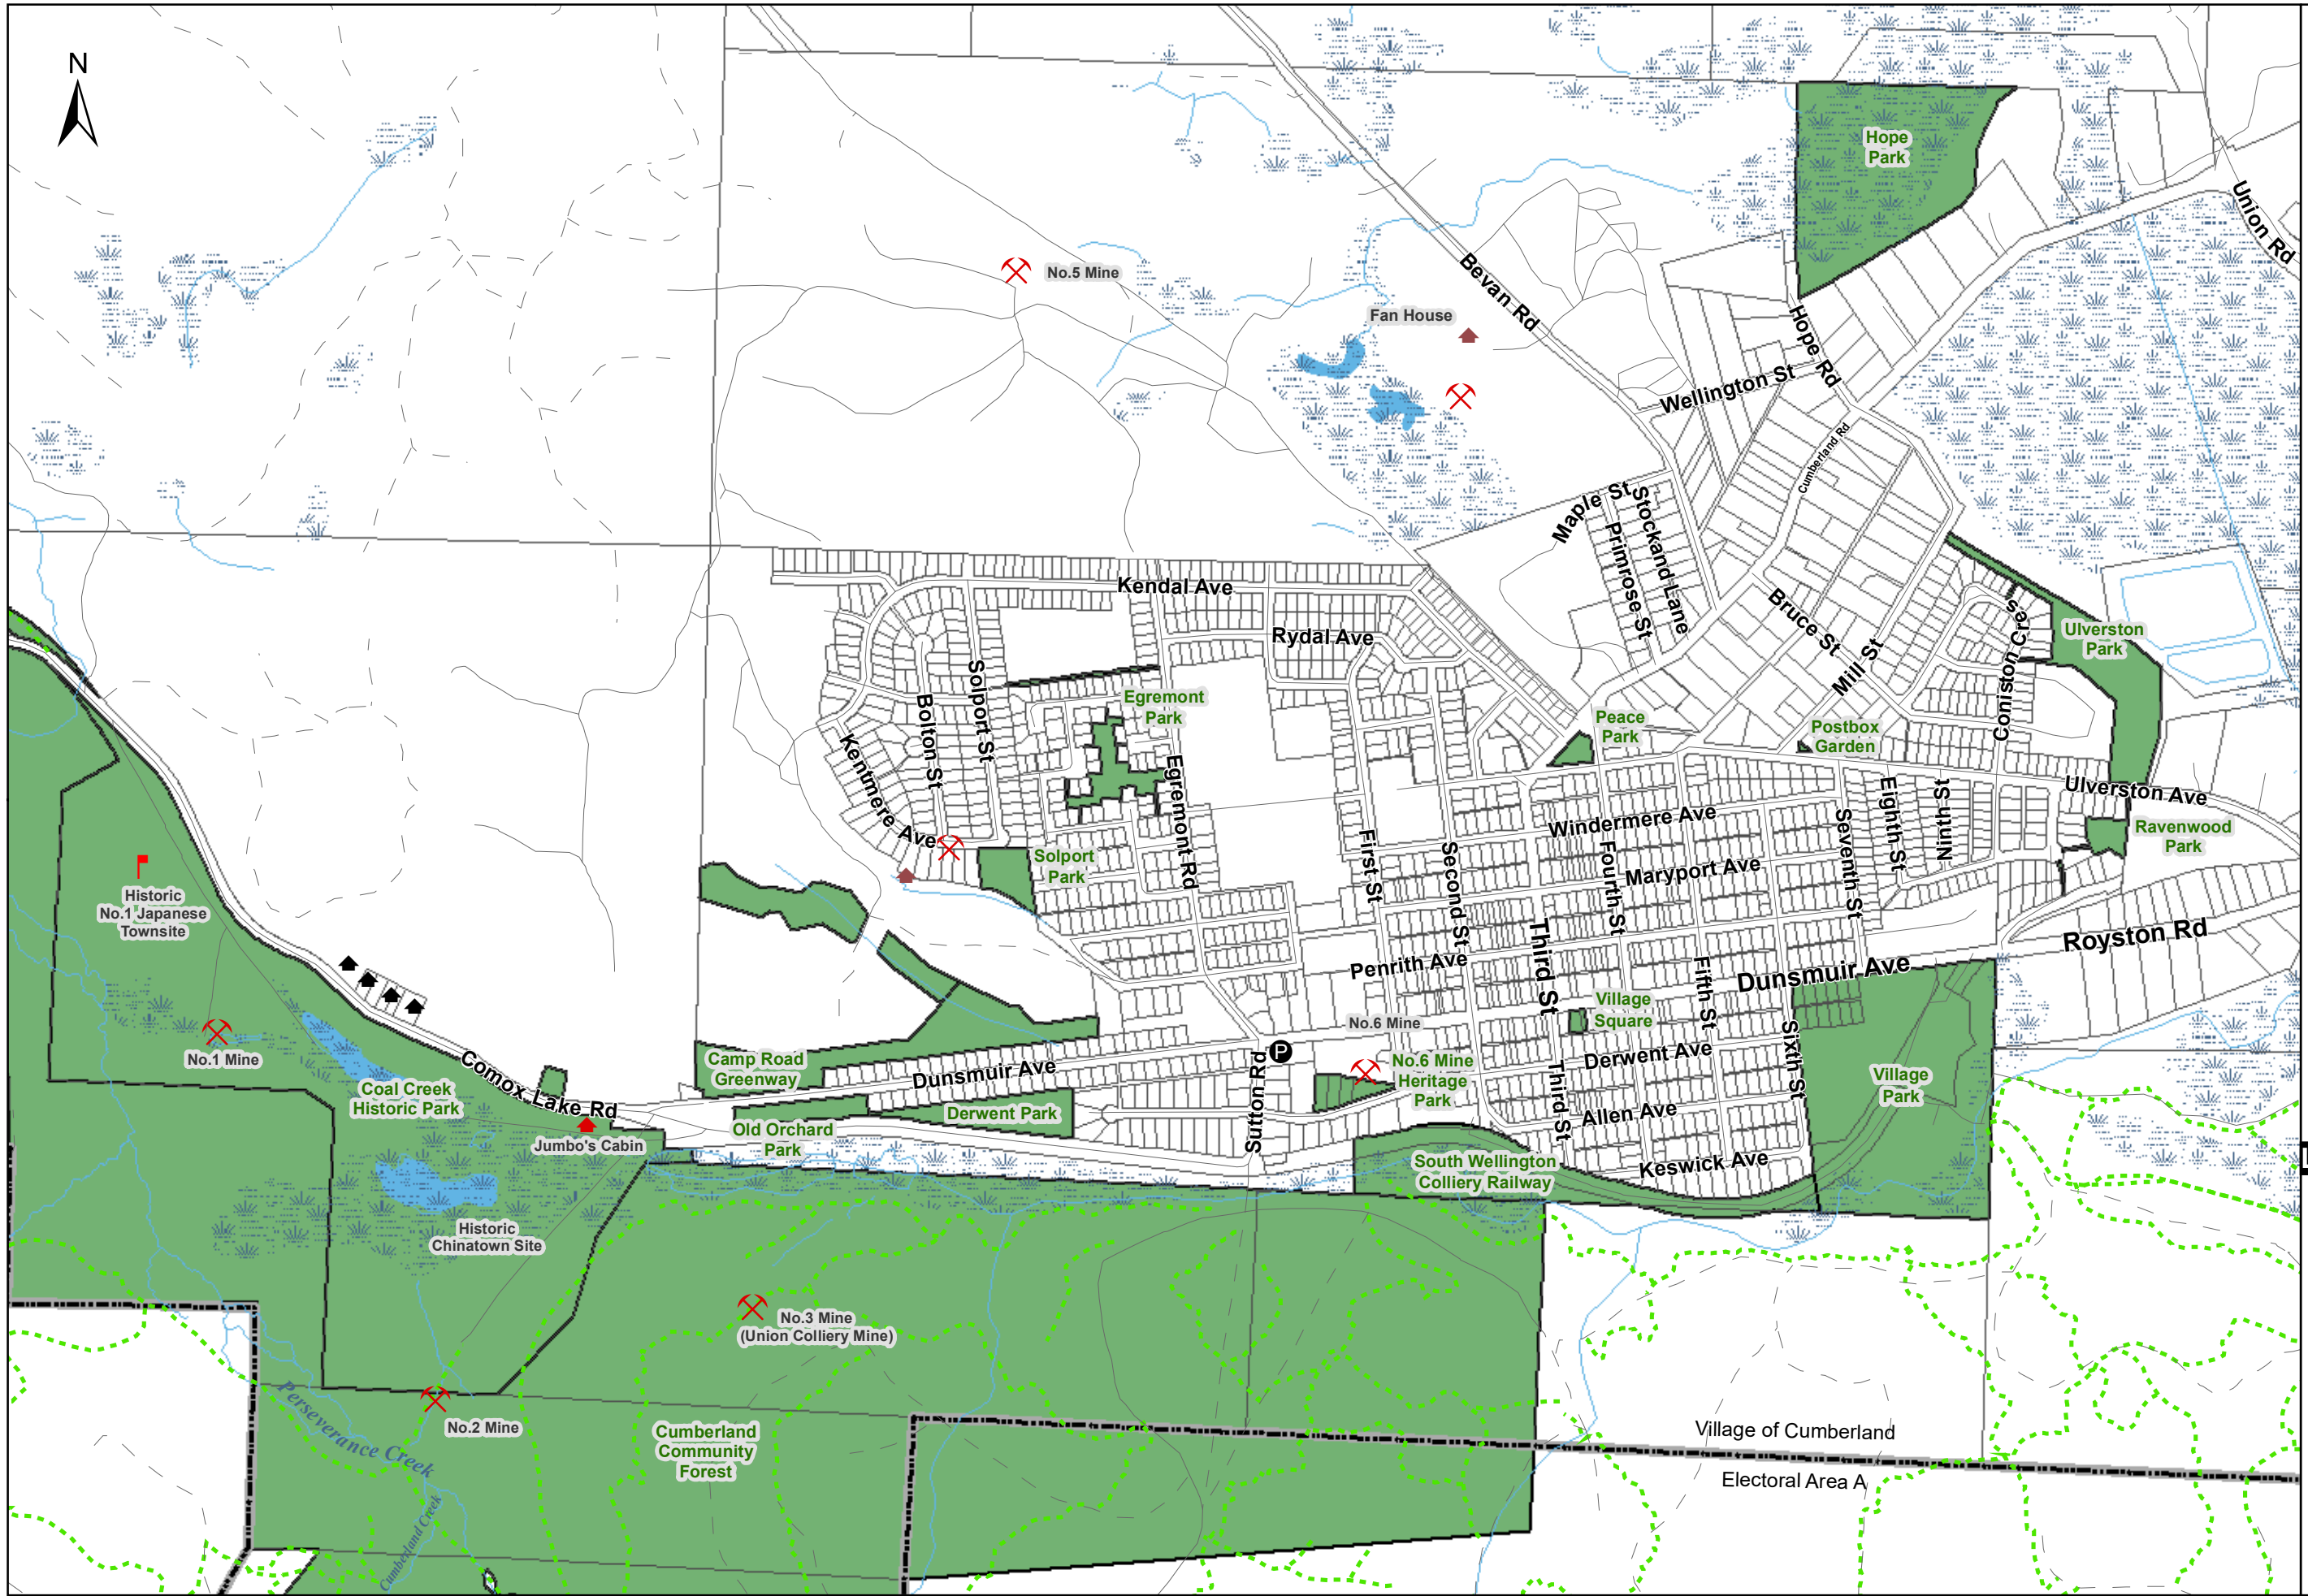 N
Hope
Park
Union Rd
No.5 Mine
Bevan Rd
Fan House
Hope Rd
Wellington St
Cumberland Rd
Maple St
Stockand Lane
Primrose St
Kendal Ave
Rydal Ave
Bruce St
Mill St
Coniston Cres
Ulverston
Park
Solport St
Bolton St
Egremont
Park
Kentmere Ave
Egremont Rd
Peace
Park
Postbox
Garden
Ulverston Ave
Ravenwood
Park
Windermere Ave
Eighth St
Ninth St
Seventh St
Solport
Park
First St
Second St
Fourth St
Maryport Ave
Historic
No.1 Japanese
Townsite
Third St
Penrith Ave
Fifth St
Dunsmuir Ave
Royston Rd
Village
Square
No.6 Mine
P
No.1 Mine
Comox Lake Rd
Camp Road
Greenway
Dunsmuir Ave
Sutton Rd
No.6 Mine
Heritage
Park
Derwent Ave
Sixth St
Village
Park
Coal Creek
Historic Park
Derwent Park
Third St
Allen Ave
Old Orchard
Park
Jumbo's Cabin
South Wellington
Colliery Railway
Keswick Ave
Historic
Chinatown Site
No.3 Mine
(Union Colliery Mine)
Perseverance Creek
No.2 Mine
Cumberland
Community
Forest
Village of Cumberland
Electoral Area A
Cumberland Creek